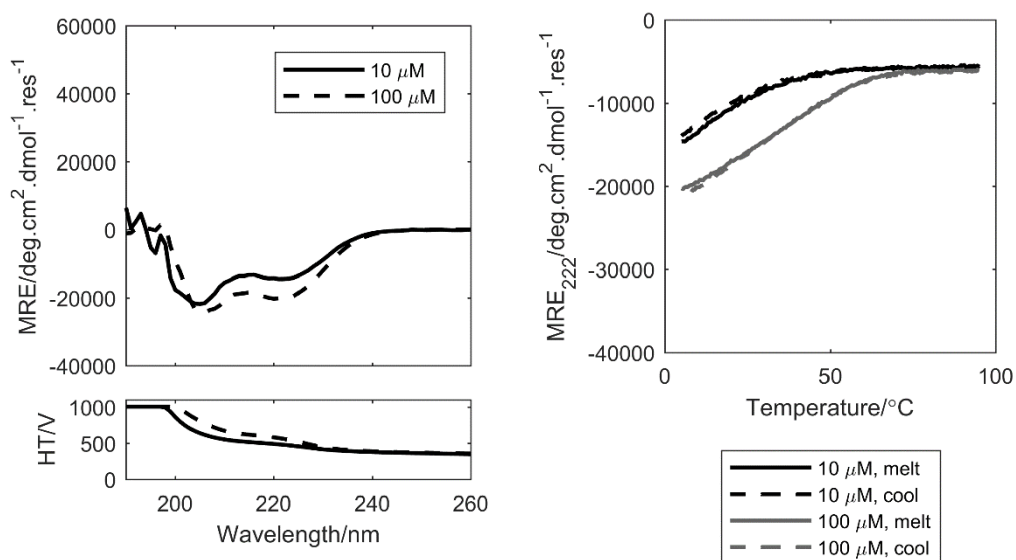 60000
40000
20000
0
-20000
-40000
MRE/deg.cm².dmol⁻¹.res⁻¹
10 μM
100 μM
1000
500
0
HT/V
200 220 240 260
Wavelength/nm
0
-10000
-20000
-30000
-40000
MRE₂₂₂/deg.cm².dmol⁻¹.res⁻¹
0 50 100
Temperature/°C
10 μM, melt
10 μM, cool
100 μM, melt
100 μM, cool